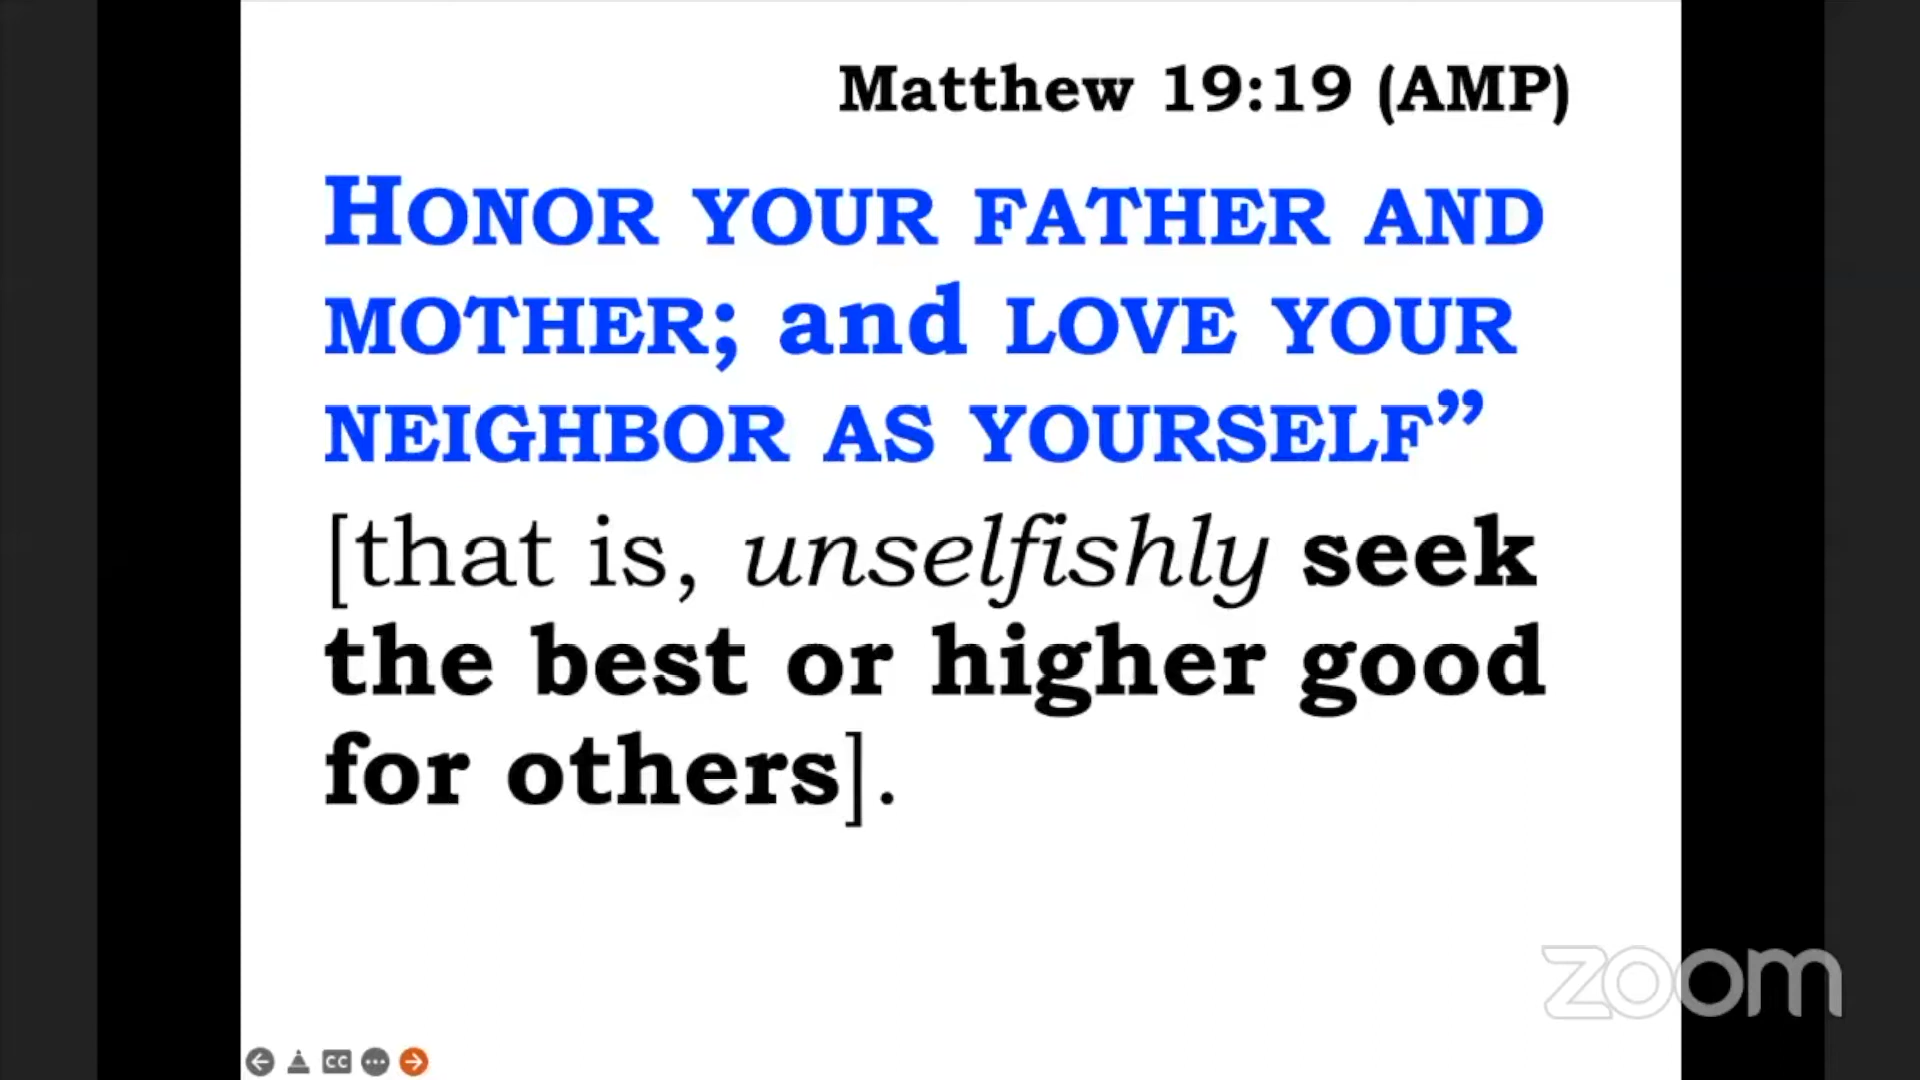 Matthew 19:19 (AMP)
HONOR YOUR FATHER AND
MOTHER; and LOVE YOUR
NEIGHBOR AS YOURSELF”
[that is, unselfishly seek
the best or higher good
for others].
zoom
CC